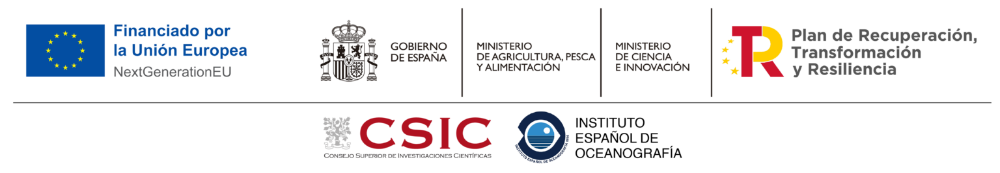 Financiado por
la Unión Europea
NextGenerationEU
GOBIERNO
DE ESPAÑA
MINISTERIO
DE AGRICULTURA, PESCA
Y ALIMENTACIÓN
MINISTERIO
DE CIENCIA
E INNOVACIÓN
TR
Plan de Recuperación,
Transformación
y Resiliencia
CSIC
CONSEJO SUPERIOR DE INVESTIGACIONES CIENTÍFICAS
INSTITUTO ESPAÑOL DE OCEANOGRAFÍA 1914
INSTITUTO
ESPAÑOL DE
OCEANOGRAFÍA